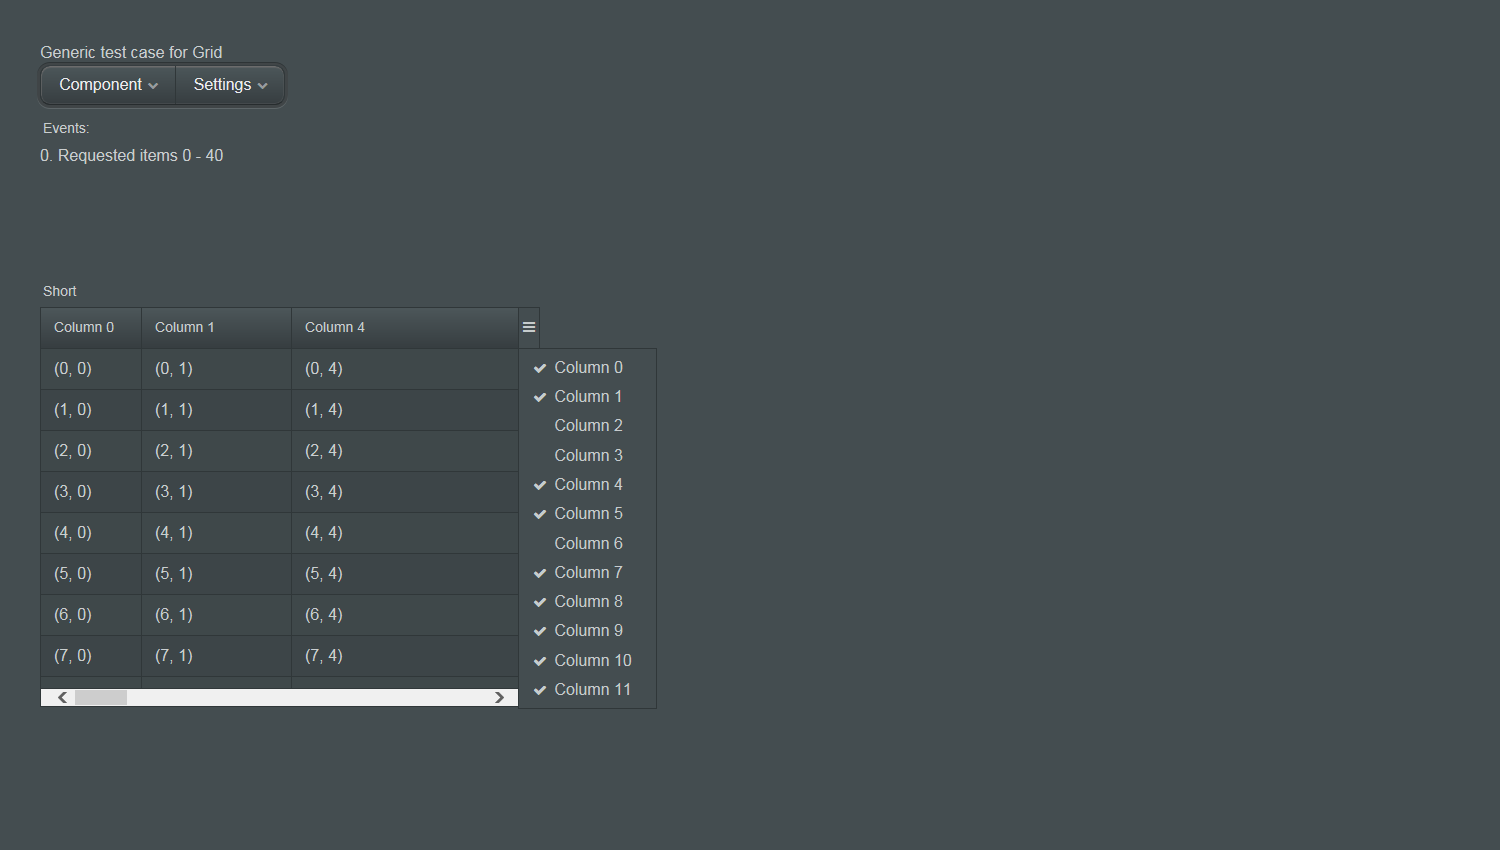 Generic test case for Grid
Component Settings
Events:
0. Requested items 0 - 40
Short
Column 0 Column 1 Column 4
(0, 0) (0, 1) (0, 4) Column 0
(1, 0) (1, 1) (1, 4) Column 1
Column 2
(2, 0) (2, 1) (2, 4) Column 3
(3, 0) (3, 1) (3, 4) Column 4
Column 5
(4, 0) (4, 1) (4, 4) Column 6
(5, 0) (5, 1) (5, 4) Column 7
Column 8
(6, 0) (6, 1) (6, 4) Column 9
(7, 0) (7, 1) (7, 4) Column 10
Column 11